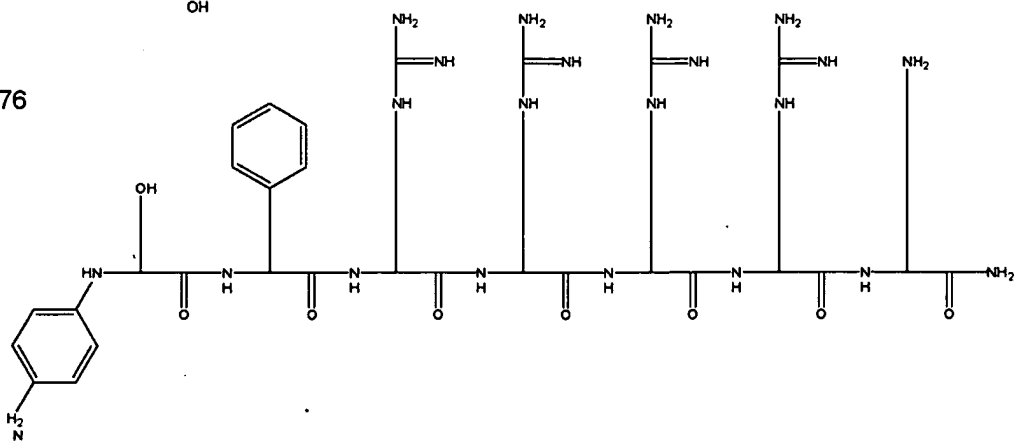 OH
NH2 NH2 NH2 NH2
NH NH NH NH NH2
76
NH NH NH NH
OH
HN N H N H N H N H N H N H NH2
O O O O O O O
H2
N